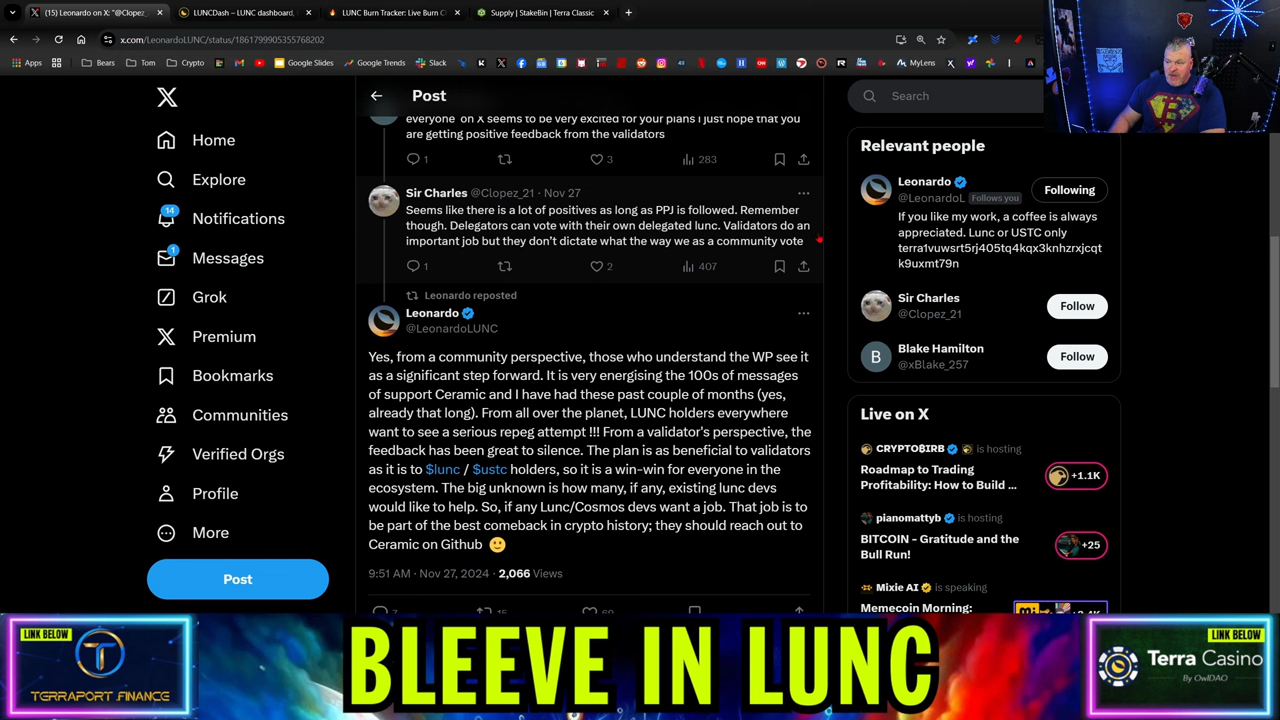 (15) Leonardo on X: "@Clopez_
LUNCDash – LUNC dashboard,
LUNC Burn Tracker: Live Burn C
Supply | StakeBin | Terra Classic
x.com/LeonardoLUNC/status/1861799905355768202
Apps
Bears
Tom
Crypto
Google Slides
Google Trends
Slack
MyLens
Home
Explore
14
Notifications
1
Messages
Grok
Premium
Bookmarks
Communities
Verified Orgs
Profile
More
Post
Post
everyone on X seems to be very excited for your plans I just hope that you
are getting positive feedback from the validators
1
3
283
Sir Charles @Clopez_21 · Nov 27
Seems like there is a lot of positives as long as PPJ is followed. Remember
though. Delegators can vote with their own delegated lunc. Validators do an
important job but they don't dictate what the way we as a community vote
1
2
407
Leonardo reposted
Leonardo
@LeonardoLUNC
Yes, from a community perspective, those who understand the WP see it
as a significant step forward. It is very energising the 100s of messages
of support Ceramic and I have had these past couple of months (yes,
already that long). From all over the planet, LUNC holders everywhere
want to see a serious repeg attempt !!! From a validator's perspective, the
feedback has been great to silence. The plan is as beneficial to validators
as it is to $lunc / $ustc holders, so it is a win-win for everyone in the
ecosystem. The big unknown is how many, if any, existing lunc devs
would like to help. So, if any Lunc/Cosmos devs want a job. That job is to
be part of the best comeback in crypto history; they should reach out to
Ceramic on Github
9:51 AM · Nov 27, 2024 · 2,066 Views
Search
Relevant people
Leonardo
@LeonardoL Follows you
Following
If you like my work, a coffee is always
appreciated. Lunc or USTC only
terra1vuwsrt5rj405tq4kqx3knhzrxjcqt
k9uxmt79n
Sir Charles
@Clopez_21
Follow
Blake Hamilton
@xBlake_257
Follow
Live on X
CRYPTO₿IRB is hosting
Roadmap to Trading
Profitability: How to Build ...
+1.1K
pianomattyb is hosting
BITCOIN - Gratitude and the
Bull Run!
+25
Mixie AI is speaking
Memecoin Morning:
LINK BELOW
TERRAPORT FINANCE
BLEEVE IN LUNC
LINK BELOW
Terra Casino
By OwlDAO